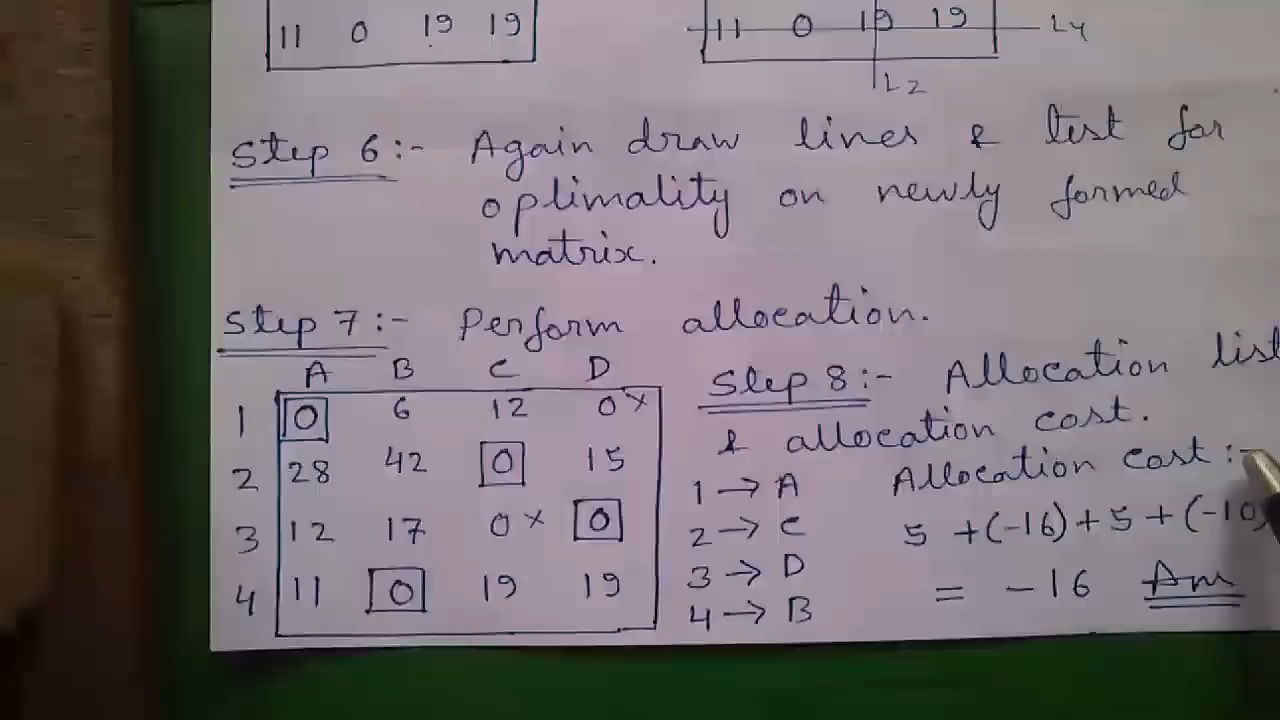 11 0 19 19
11 0 19 19 L4
L2
Step 6:- Again draw lines & test for
optimality on newly formed
matrix.
Step 7:- Perform allocation.
A B C D
1 0 6 12 0 x
2 28 42 0 15
3 12 17 0 x 0
4 11 0 19 19
Step 8:- Allocation list
& allocation cost.
1 → A
2 → C
3 → D
4 → B
Allocation cost:-
5 + (-16) + 5 + (-10)
= -16 Ans